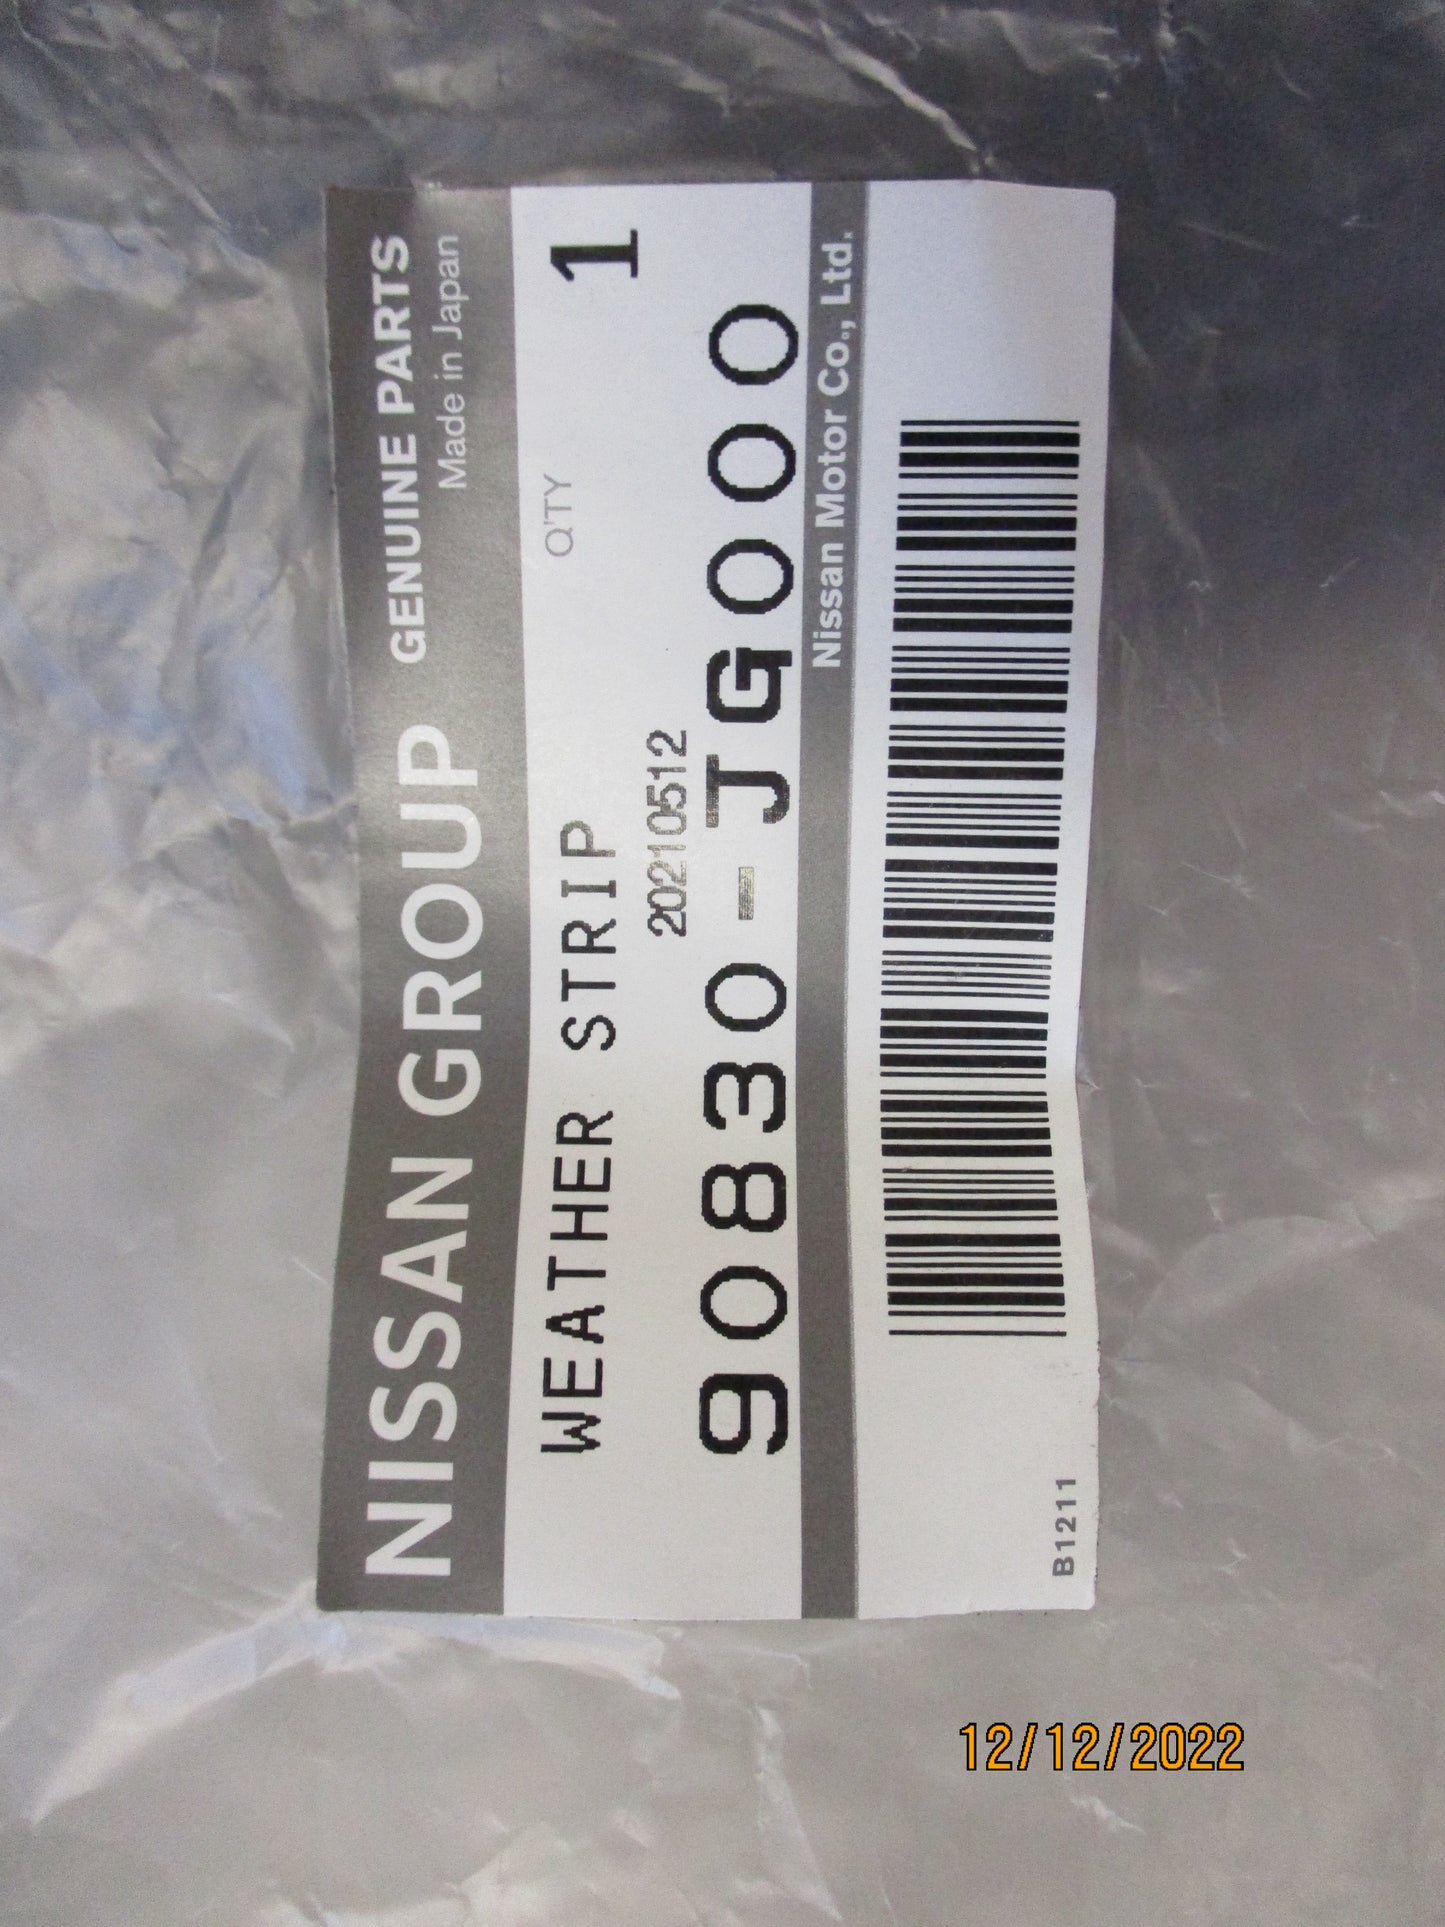 NISSAN GROUP GENUINE PARTS
Made in Japan
WEATHER STRIP Q'TY 1
20210512
90830-JG000
Nissan Motor Co., Ltd.
B1211
12/12/2022